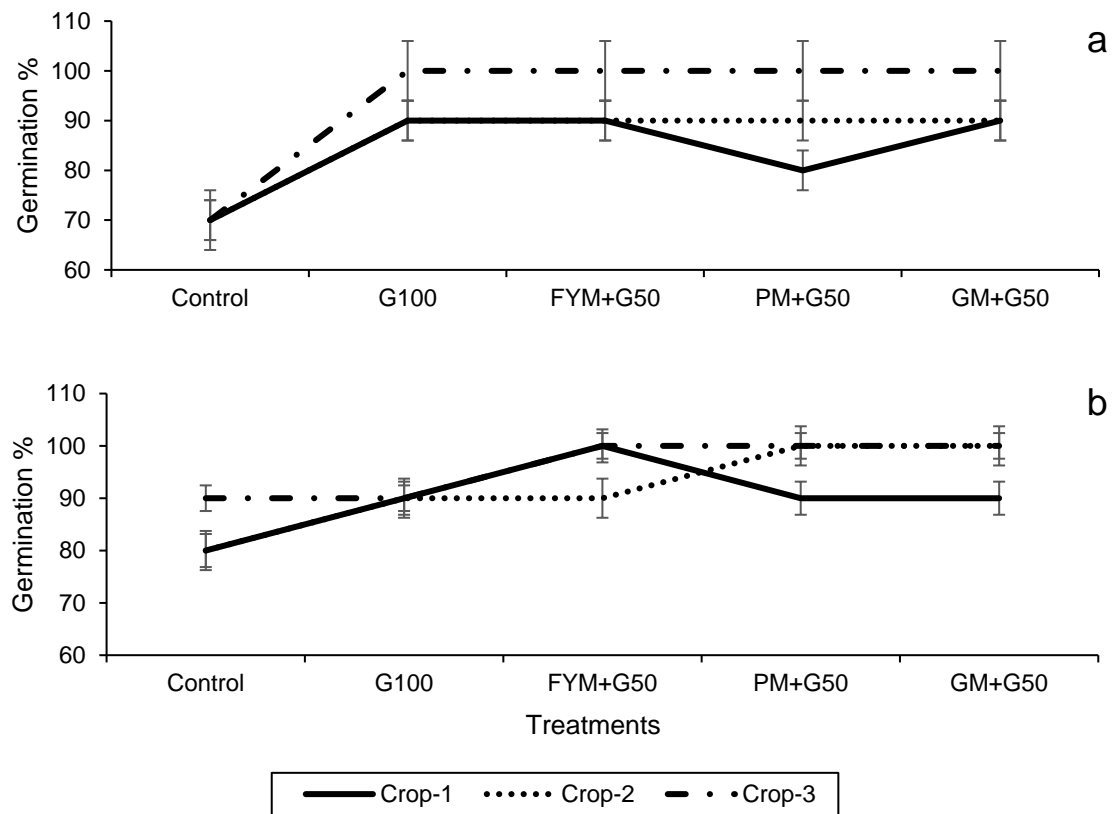 a
110
100
90
80
70
60
Germination %
Control G100 FYM+G50 PM+G50 GM+G50
b
110
100
90
80
70
60
Germination %
Control G100 FYM+G50 PM+G50 GM+G50
Treatments
Crop-1 Crop-2 Crop-3